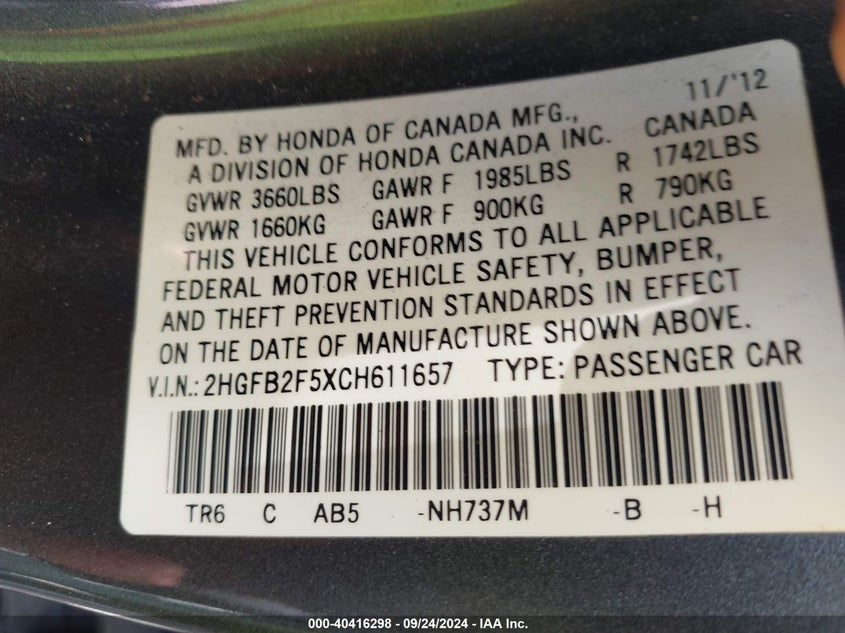 11/'12
MFD. BY HONDA OF CANADA MFG.,
A DIVISION OF HONDA CANADA INC. CANADA
GVWR 3660LBS GAWR F 1985LBS R 1742LBS
GVWR 1660KG GAWR F 900KG R 790KG
THIS VEHICLE CONFORMS TO ALL APPLICABLE
FEDERAL MOTOR VEHICLE SAFETY, BUMPER,
AND THEFT PREVENTION STANDARDS IN EFFECT
ON THE DATE OF MANUFACTURE SHOWN ABOVE.
V.I.N.: 2HGFB2F5XCH611657 TYPE: PASSENGER CAR
TR6 C AB5 -NH737M -B -H
000-40416298 - 09/24/2024 - IAA Inc.